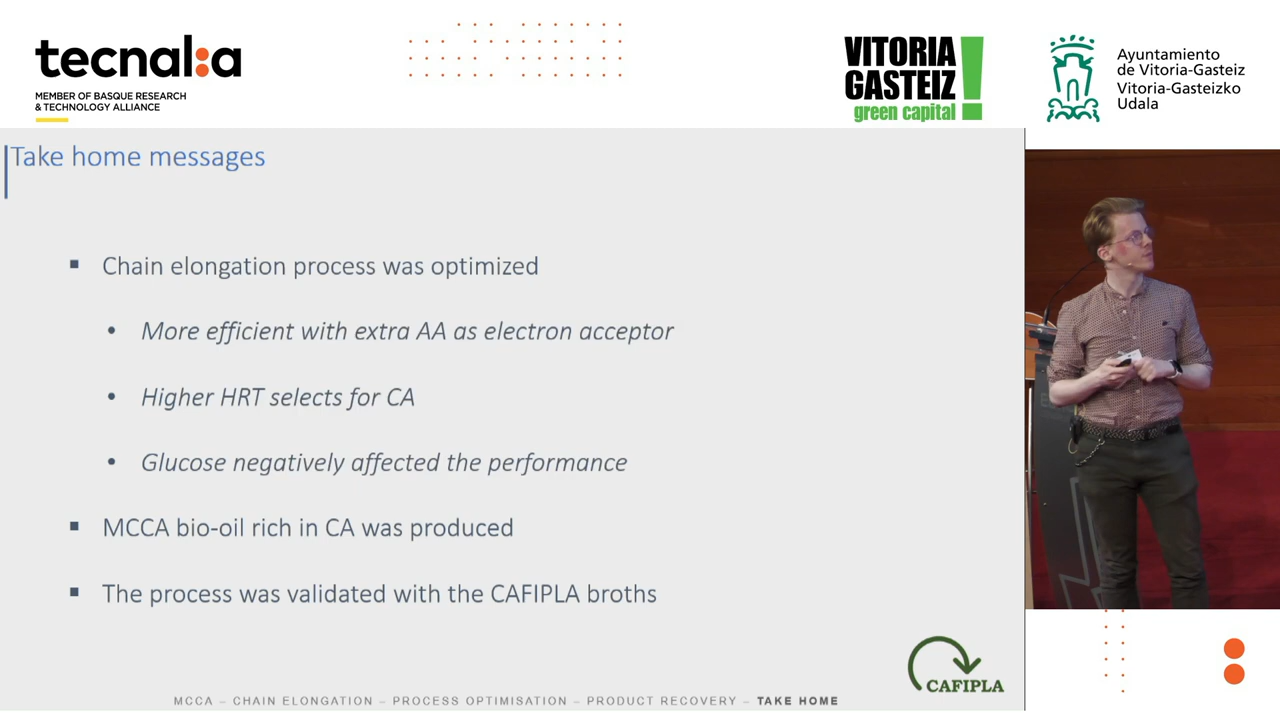 tecnal:a
MEMBER OF BASQUE RESEARCH
& TECHNOLOGY ALLIANCE
VITORIA
GASTEIZ
green capital
Ayuntamiento
de Vitoria-Gasteiz
Vitoria-Gasteizko
Udala
Take home messages
Chain elongation process was optimized
More efficient with extra AA as electron acceptor
Higher HRT selects for CA
Glucose negatively affected the performance
MCCA bio-oil rich in CA was produced
The process was validated with the CAFIPLA broths
CAFIPLA
MCCA – CHAIN ELONGATION – PROCESS OPTIMISATION – PRODUCT RECOVERY – TAKE HOME